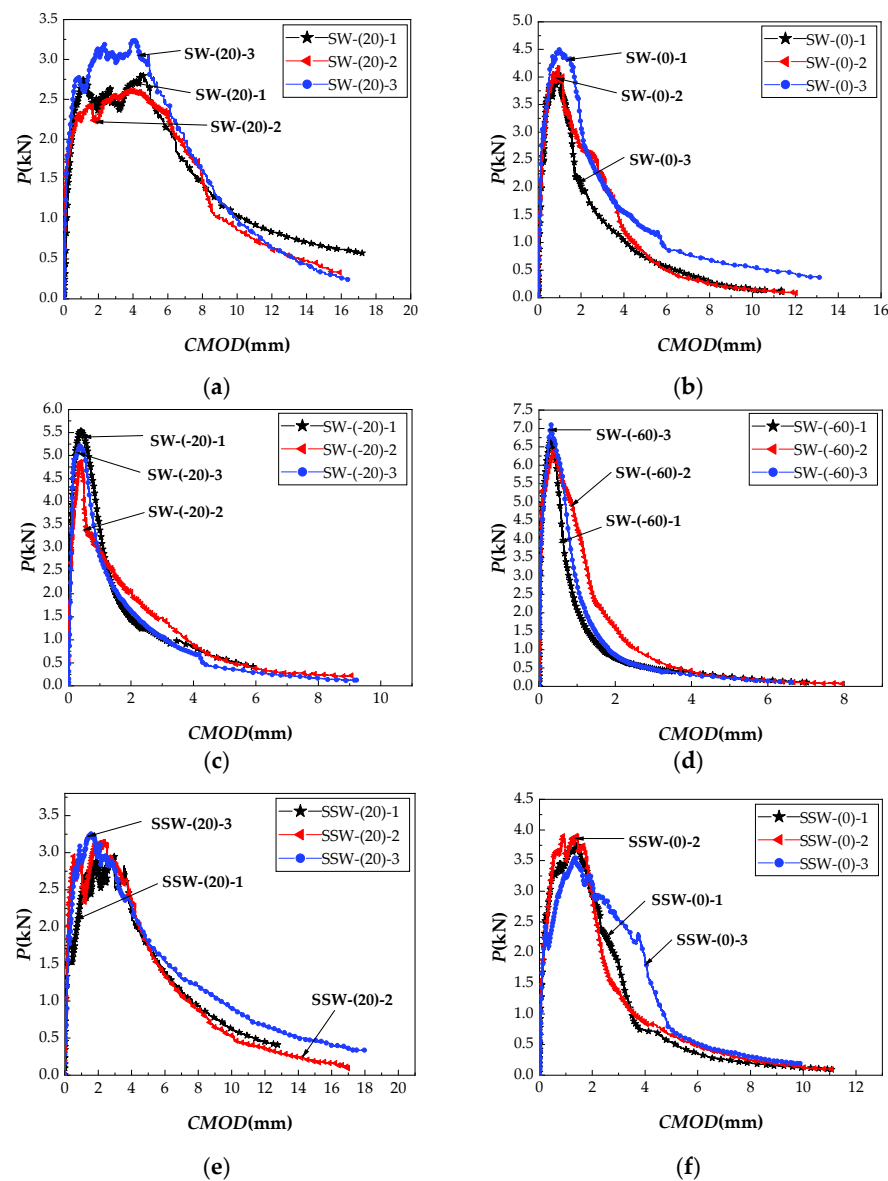 3.5
3.0
2.5
2.0
1.5
1.0
0.5
0.0
P(kN)
0 2 4 6 8 10 12 14 16 18 20
CMOD(mm)
SW-(20)-1
SW-(20)-2
SW-(20)-3
SW-(20)-3
SW-(20)-1
SW-(20)-2
(a)
5.0
4.5
4.0
3.5
3.0
2.5
2.0
1.5
1.0
0.5
0.0
P(kN)
0 2 4 6 8 10 12 14 16
CMOD(mm)
SW-(0)-1
SW-(0)-2
SW-(0)-3
SW-(0)-1
SW-(0)-2
SW-(0)-3
(b)
6.0
5.5
5.0
4.5
4.0
3.5
3.0
2.5
2.0
1.5
1.0
0.5
0.0
P(kN)
0 2 4 6 8 10
CMOD(mm)
SW-(-20)-1
SW-(-20)-2
SW-(-20)-3
SW-(-20)-1
SW-(-20)-3
SW-(-20)-2
(c)
7.5
7.0
6.5
6.0
5.5
5.0
4.5
4.0
3.5
3.0
2.5
2.0
1.5
1.0
0.5
0.0
P(kN)
0 2 4 6 8
CMOD(mm)
SW-(-60)-1
SW-(-60)-2
SW-(-60)-3
SW-(-60)-3
SW-(-60)-2
SW-(-60)-1
(d)
3.5
3.0
2.5
2.0
1.5
1.0
0.5
0.0
P(kN)
0 2 4 6 8 10 12 14 16 18 20
CMOD(mm)
SSW-(20)-1
SSW-(20)-2
SSW-(20)-3
SSW-(20)-3
SSW-(20)-1
SSW-(20)-2
(e)
4.5
4.0
3.5
3.0
2.5
2.0
1.5
1.0
0.5
0.0
P(kN)
0 2 4 6 8 10 12
CMOD(mm)
SSW-(0)-1
SSW-(0)-2
SSW-(0)-3
SSW-(0)-2
SSW-(0)-1
SSW-(0)-3
(f)